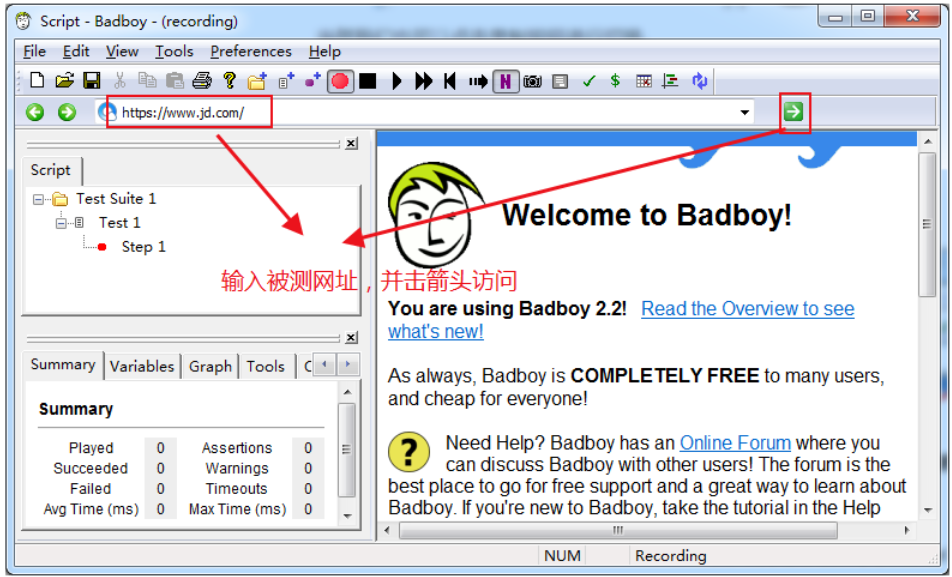 Script - Badboy - (recording)
File Edit View Tools Preferences Help
https://www.jd.com/
Script
Test Suite 1
Test 1
Step 1
输入被测网址，并击箭头访问
Summary Variables Graph Tools C
Summary
Played 0 Assertions 0
Succeeded 0 Warnings 0
Failed 0 Timeouts 0
Avg Time (ms) 0 Max Time (ms) 0
Welcome to Badboy!
You are using Badboy 2.2! Read the Overview to see
what's new!
As always, Badboy is COMPLETELY FREE to many users,
and cheap for everyone!
Need Help? Badboy has an Online Forum where you
can discuss Badboy with other users! The forum is the
best place to go for free support and a great way to learn about
Badboy. If you're new to Badboy, take the tutorial in the Help
NUM Recording